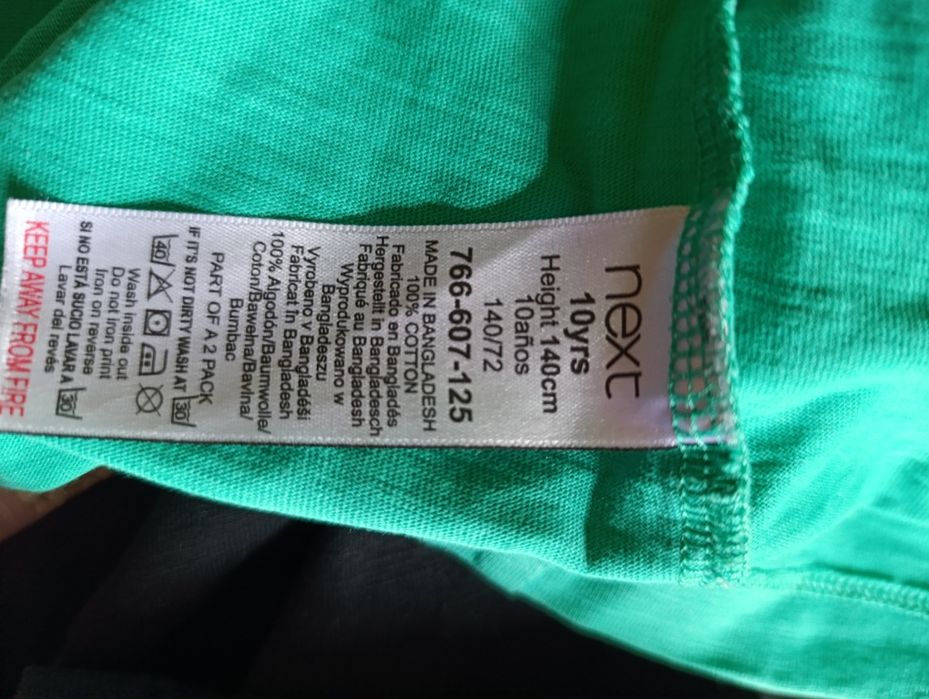 next
10yrs
Height 140cm
10años
140/72
766-607-125
MADE IN BANGLADESH
100% COTTON
Fabricado en Bangladés
Hergestellt in Bangladesch
Fabriqué au Bangladesh
Wyprodukowano w
Bangladeszu
Vyrobeno v Bangladéši
Fabricat în Bangladesh
100% Algodón/Baumwolle/
Coton/Bawełna/Bavlna/
Bumbac
PART OF A 2 PACK
IF IT'S NOT DIRTY WASH AT 30
40
Wash inside out
Do not iron print
Iron on reverse
SI NO ESTÁ SUCIO LAVAR A 30
Lavar del revés
KEEP AWAY FROM FIRE